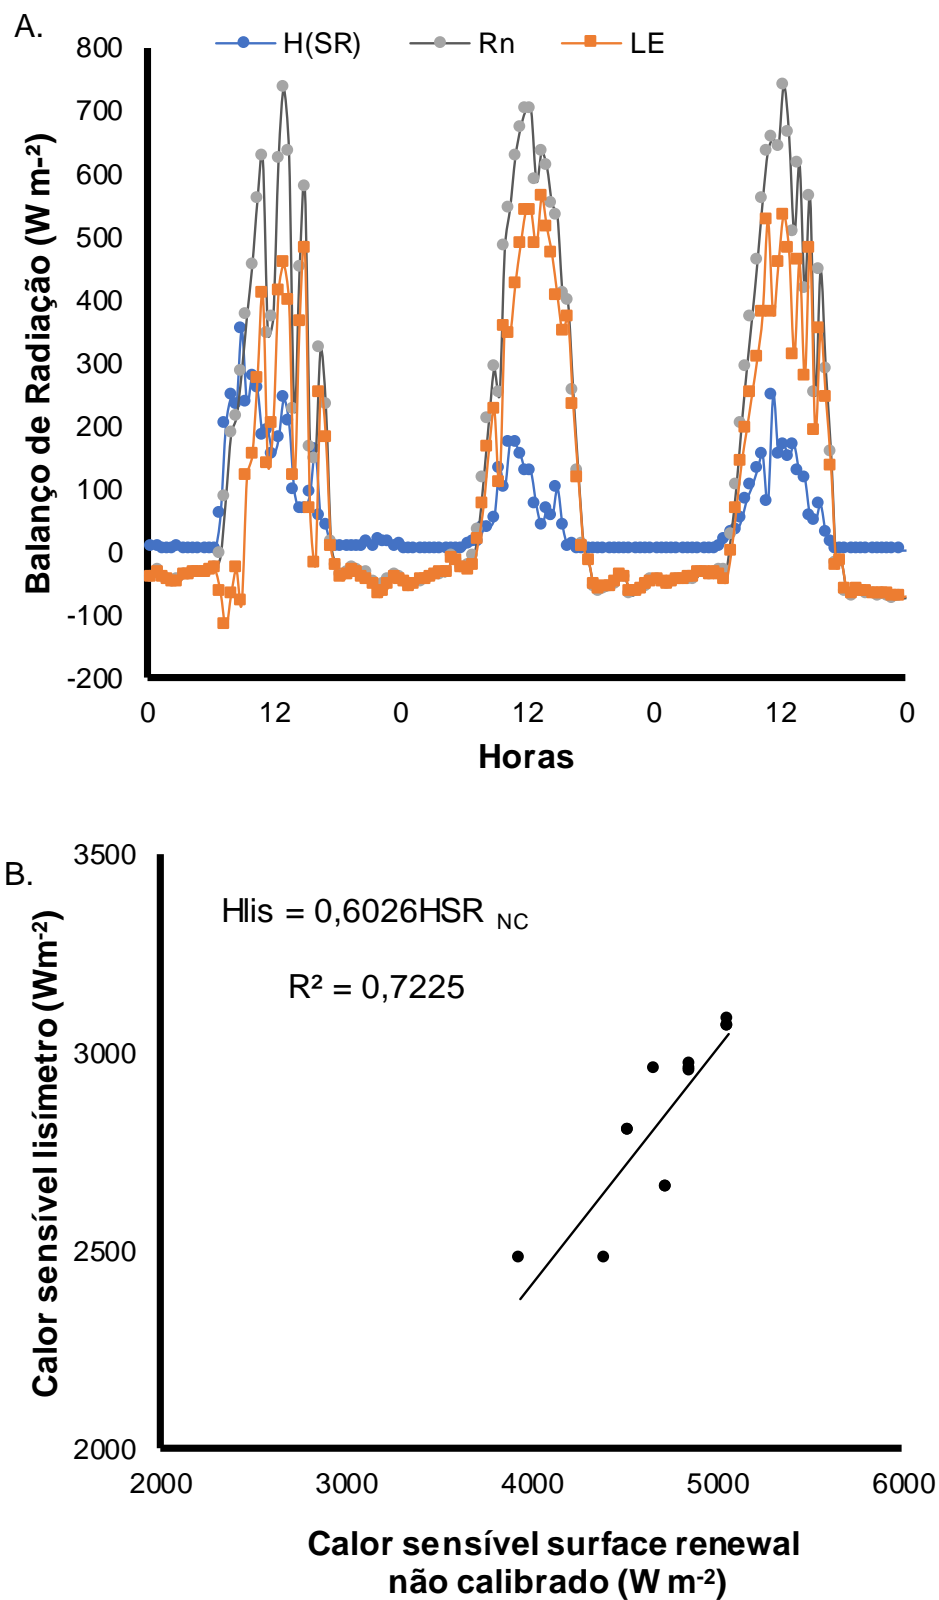 A.
H(SR) Rn LE
800
700
600
500
400
300
200
100
0
-100
-200
Balanço de Radiação (W m-²)
0 12 0 12 0 12 0
Horas
B.
3500
3000
2500
2000
Calor sensível lisímetro (Wm-²)
Hlis = 0,6026HSR NC
R² = 0,7225
2000 3000 4000 5000 6000
Calor sensível surface renewal
não calibrado (W m-²)